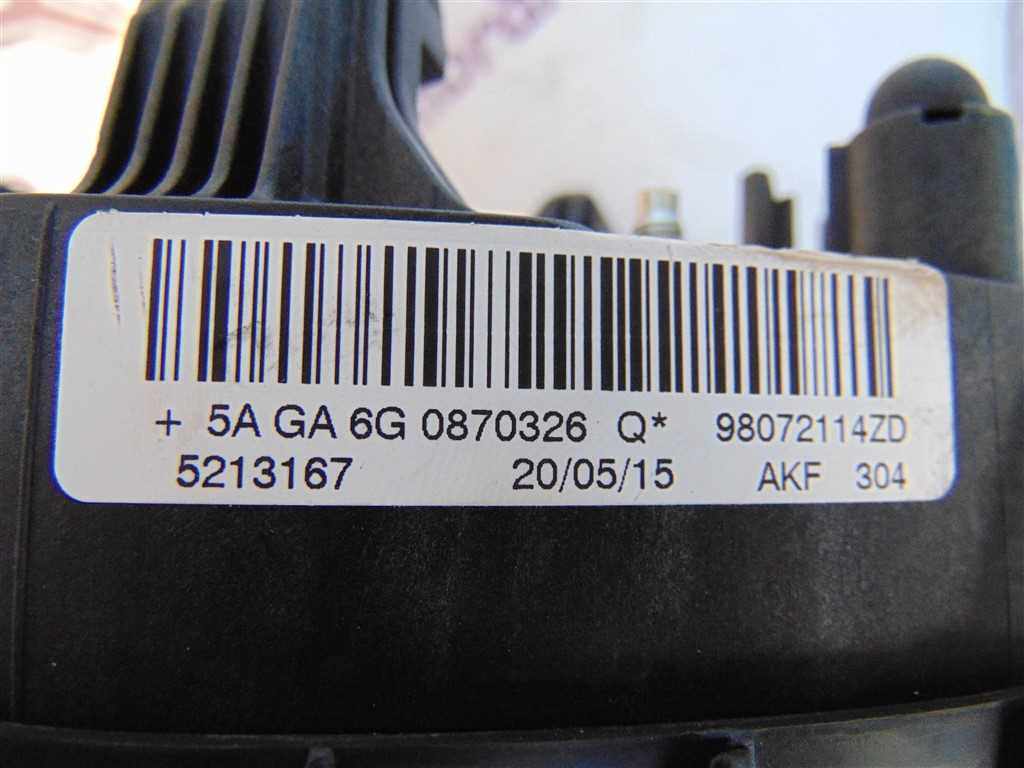 + 5A GA 6G 0870326 Q* 98072114ZD
5213167 20/05/15 AKF 304